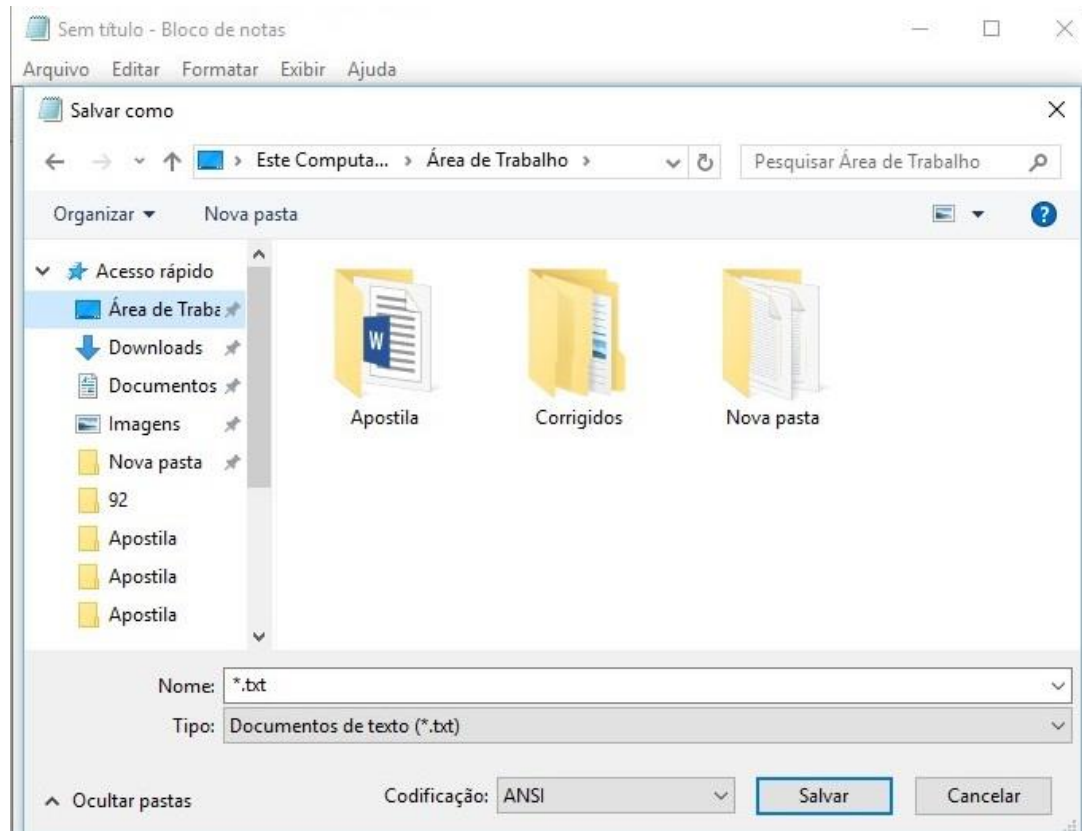 Sem título - Bloco de notas
Arquivo Editar Formatar Exibir Ajuda
Salvar como
Este Computa... Área de Trabalho
Pesquisar Área de Trabalho
Organizar Nova pasta
Acesso rápido
Área de Traba
Downloads
Documentos
Imagens
Nova pasta
92
Apostila
Apostila
Apostila
W
Apostila
Corrigidos
Nova pasta
Nome: *.txt
Tipo: Documentos de texto (*.txt)
Ocultar pastas
Codificação: ANSI
Salvar
Cancelar